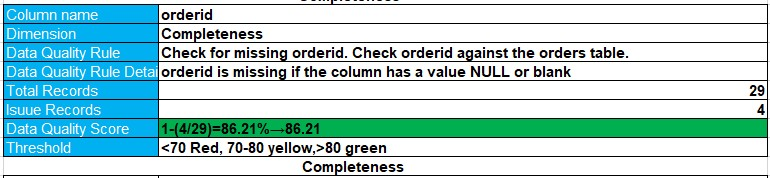 Completeness
Column name orderid
Dimension Completeness
Data Quality Rule Check for missing orderid. Check orderid against the orders table.
Data Quality Rule Detai orderid is missing if the column has a value NULL or blank
Total Records 29
Isuue Records 4
Data Quality Score 1-(4/29)=86.21%→86.21
Threshold <70 Red, 70-80 yellow,>80 green
Completeness